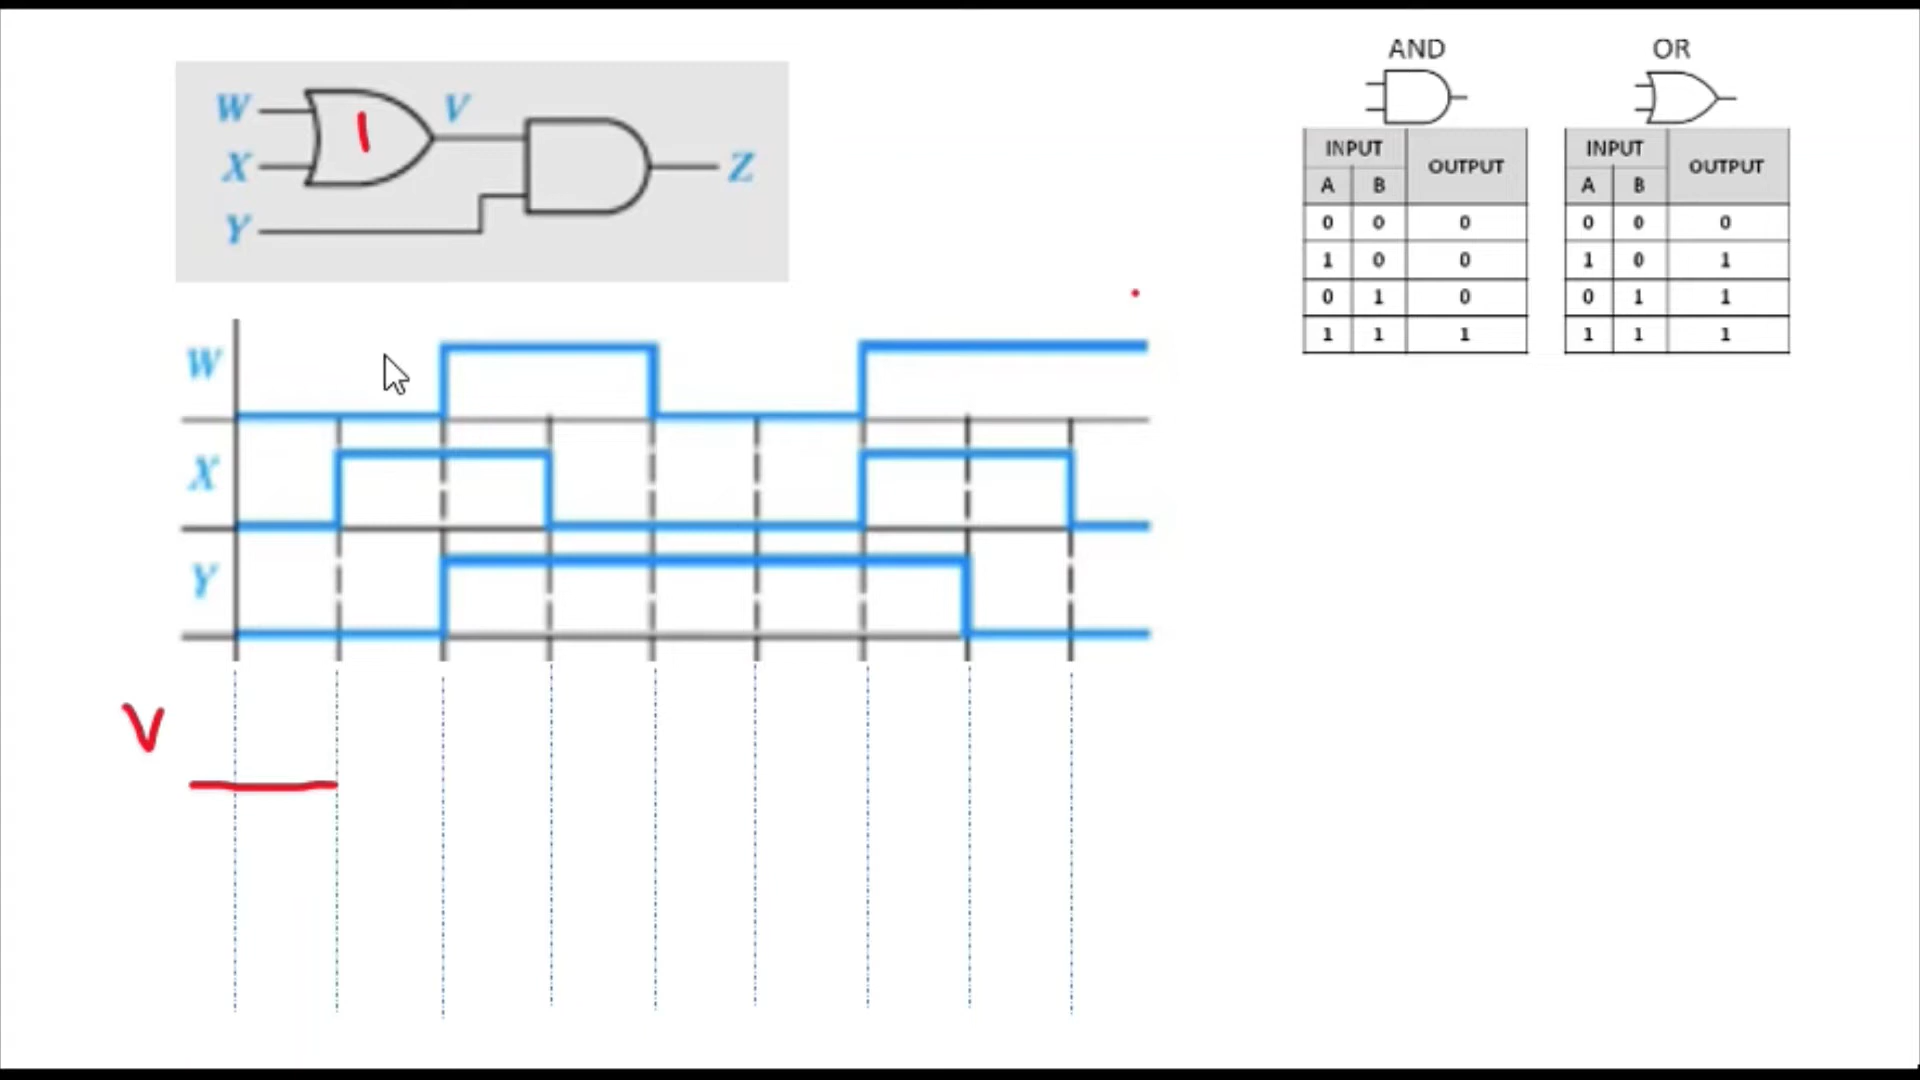 W
X
Y
1
V
Z
AND
INPUT OUTPUT
A B
0 0 0
1 0 0
0 1 0
1 1 1
OR
INPUT OUTPUT
A B
0 0 0
1 0 1
0 1 1
1 1 1
W
X
Y
V